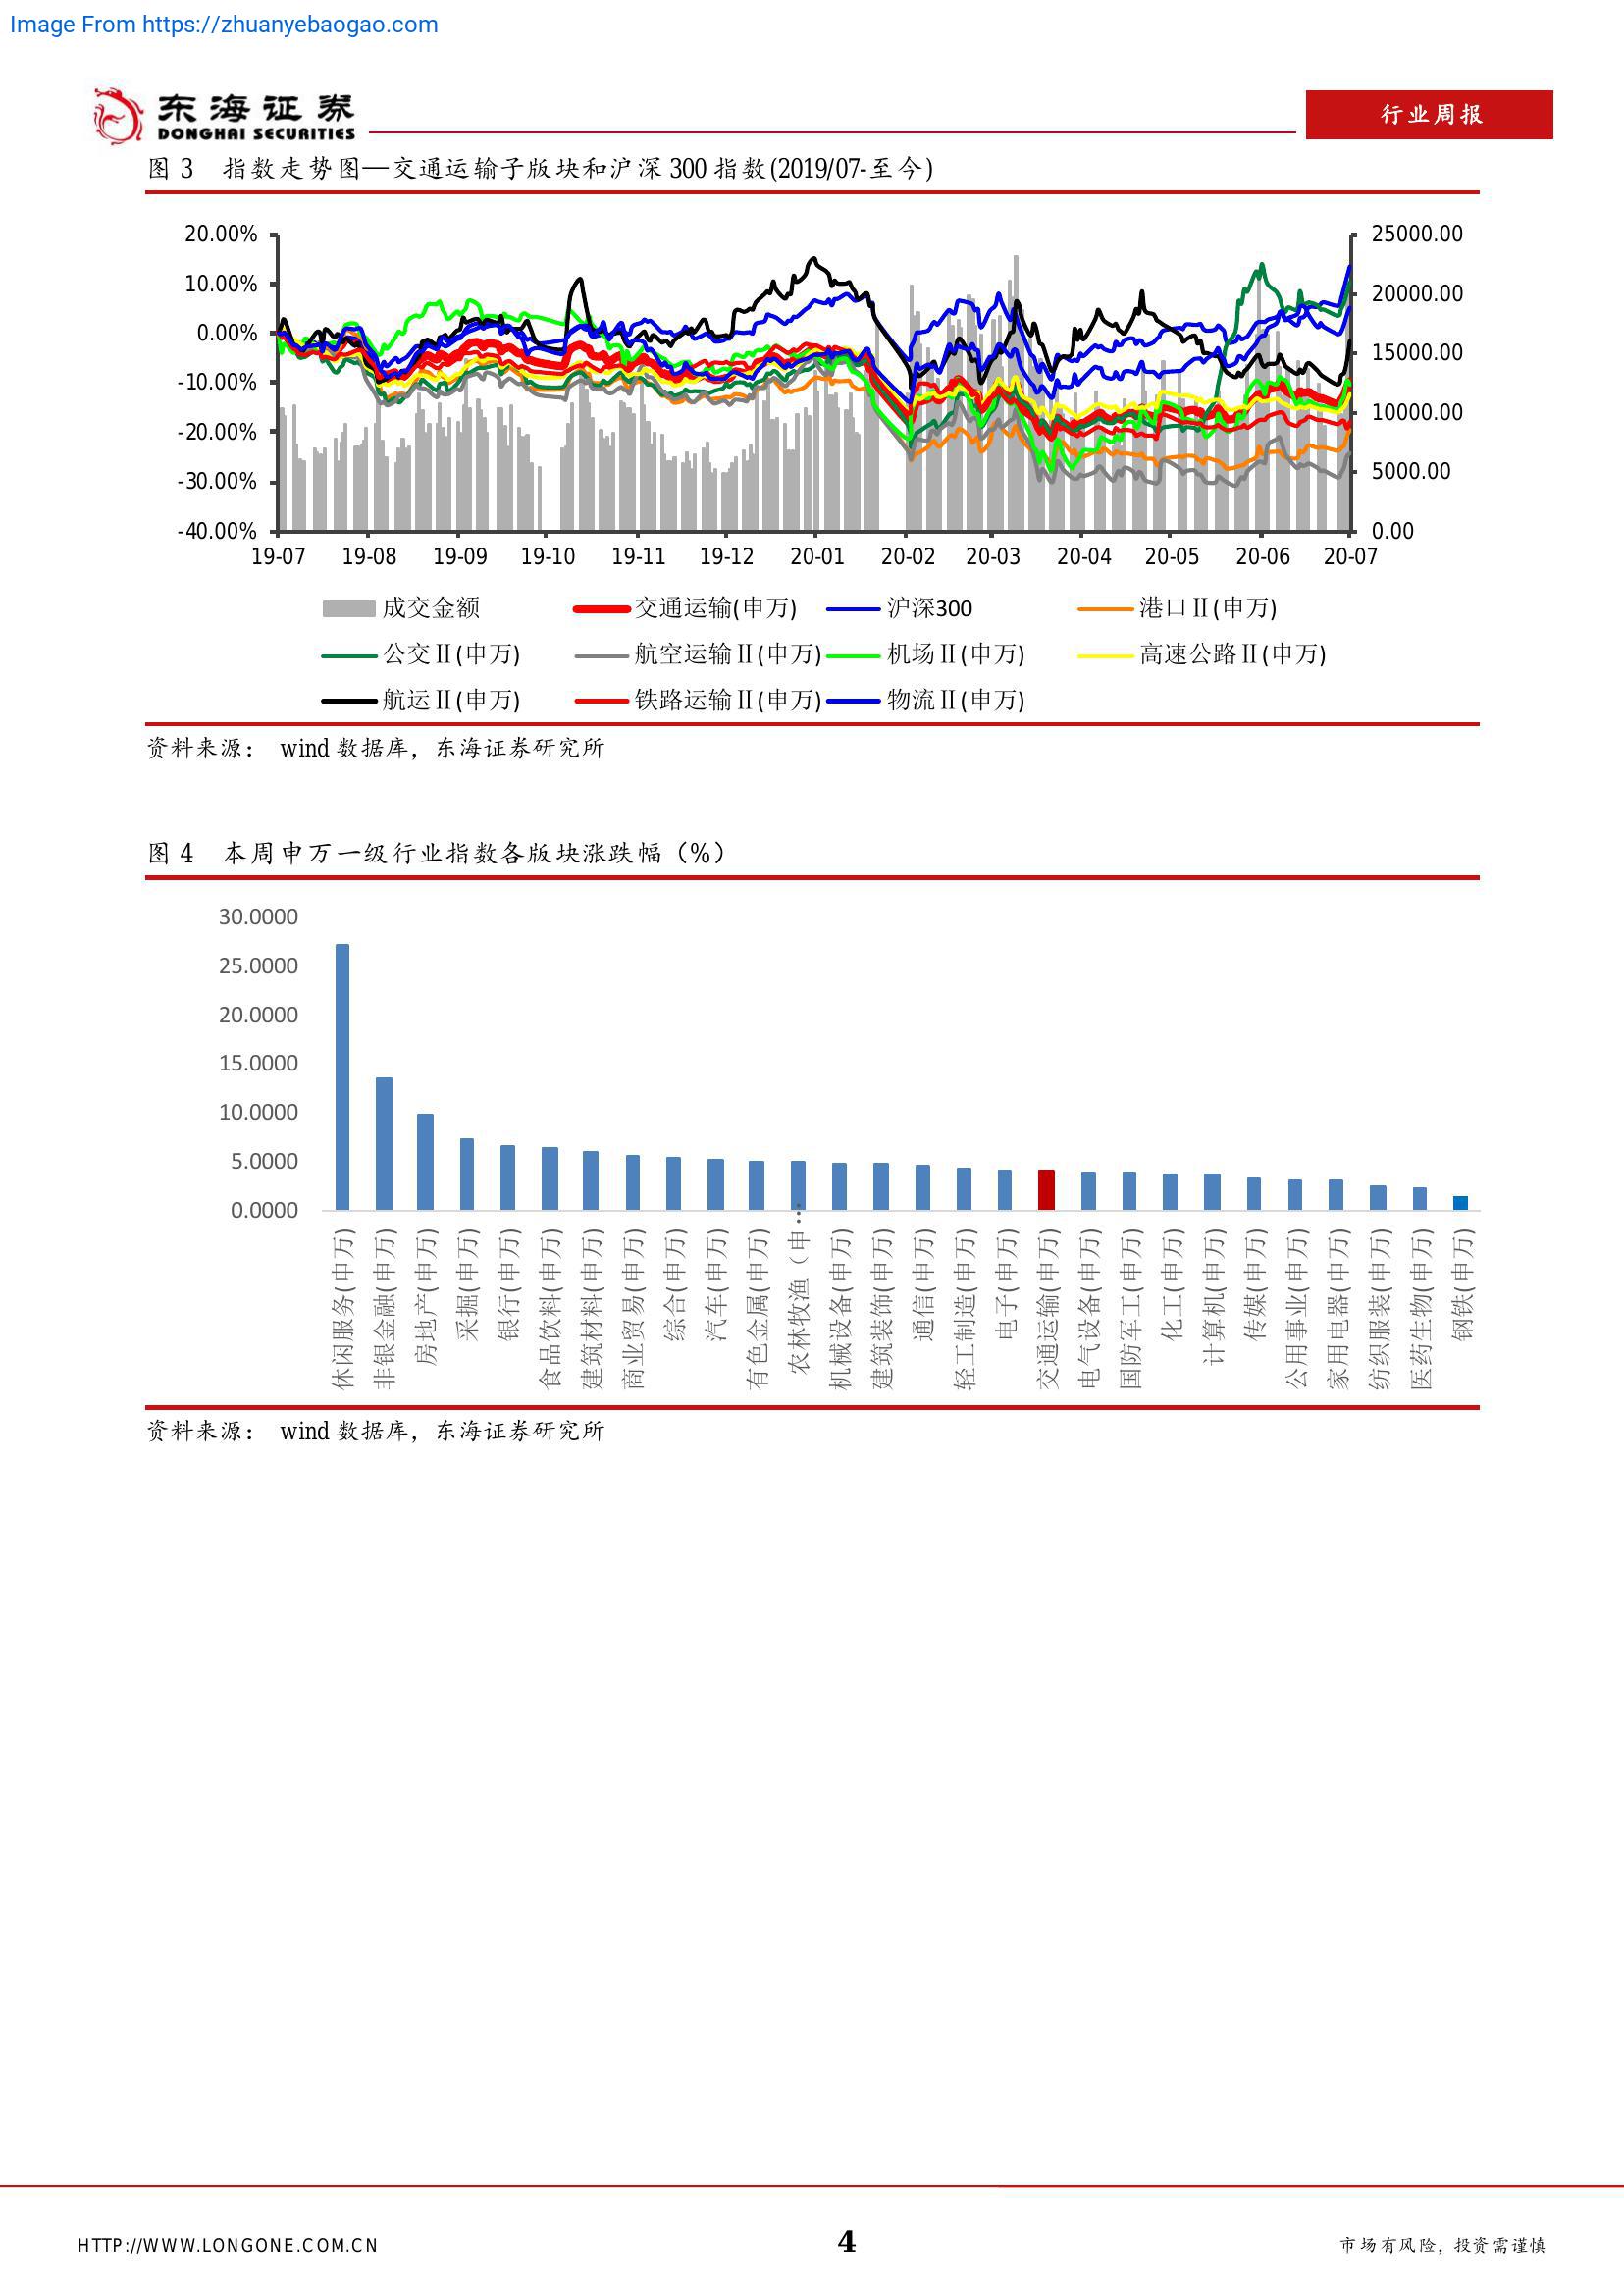 Image From https://zhuanyebaogao.com
东海证券
DONGHAI SECURITIES
行业周报
图 3 指数走势图—交通运输子版块和沪深 300 指数(2019/07-至今)
20.00%
10.00%
0.00%
-10.00%
-20.00%
-30.00%
-40.00%
25000.00
20000.00
15000.00
10000.00
5000.00
0.00
19-07 19-08 19-09 19-10 19-11 19-12 20-01 20-02 20-03 20-04 20-05 20-06 20-07
成交金额 交通运输(申万) 沪深300 港口Ⅱ(申万)
公交Ⅱ(申万) 航空运输Ⅱ(申万) 机场Ⅱ(申万) 高速公路Ⅱ(申万)
航运Ⅱ(申万) 铁路运输Ⅱ(申万) 物流Ⅱ(申万)
资料来源： wind 数据库，东海证券研究所
图 4 本周申万一级行业指数各版块涨跌幅（%）
30.0000
25.0000
20.0000
15.0000
10.0000
5.0000
0.0000
休闲服务(申万)
非银金融(申万)
房地产(申万)
采掘(申万)
银行(申万)
食品饮料(申万)
建筑材料(申万)
商业贸易(申万)
综合(申万)
汽车(申万)
有色金属(申万)
农林牧渔（申…
机械设备(申万)
建筑装饰(申万)
通信(申万)
轻工制造(申万)
电子(申万)
交通运输(申万)
电气设备(申万)
国防军工(申万)
化工(申万)
计算机(申万)
传媒(申万)
公用事业(申万)
家用电器(申万)
纺织服装(申万)
医药生物(申万)
钢铁(申万)
资料来源： wind 数据库，东海证券研究所
HTTP://WWW.LONGONE.COM.CN
4
市场有风险，投资需谨慎